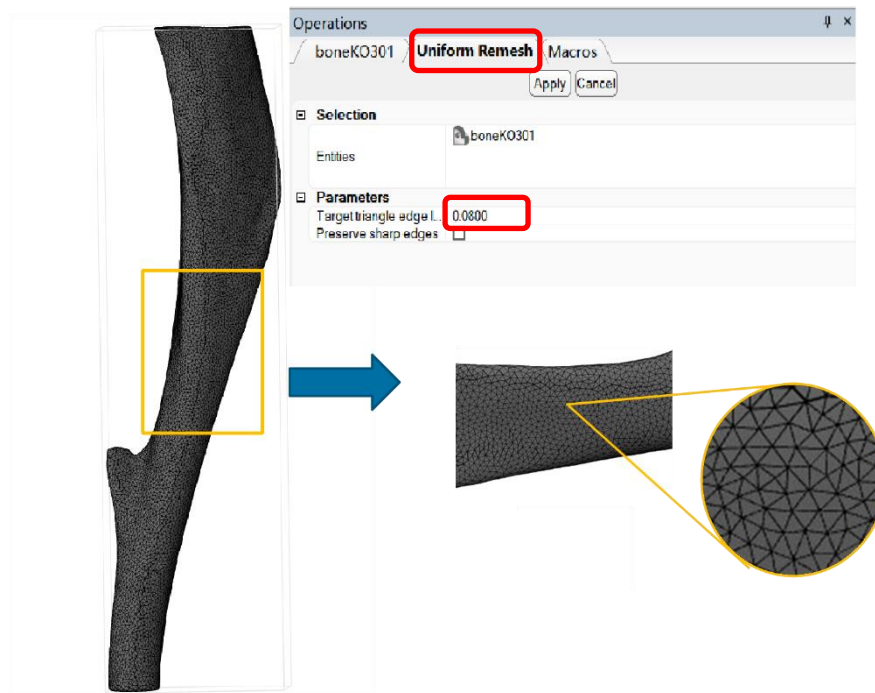 Operations
boneKO301 Uniform Remesh Macros
Apply Cancel
Selection
Entities boneKO301
Parameters
Target triangle edge l... 0.0800
Preserve sharp edges